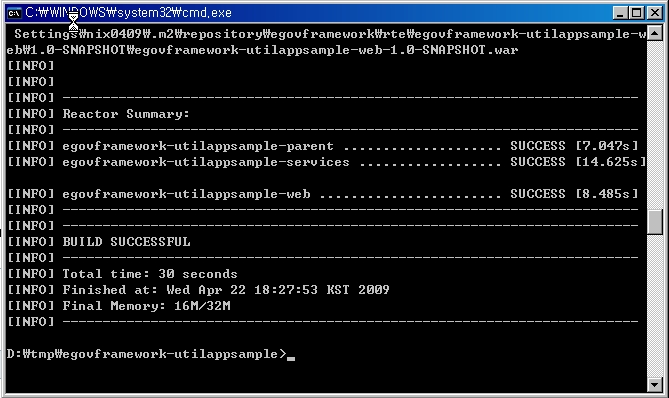 C:₩WINDOWS₩system32₩cmd.exe
Settings₩nix0409₩.m2₩repository₩egovframework₩rte₩egovframework-utilappsample-w
eb₩1.0-SNAPSHOT₩egovframework-utilappsample-web-1.0-SNAPSHOT.war
[INFO]
[INFO]
[INFO] ------------------------------------------------------------------------
[INFO] Reactor Summary:
[INFO] ------------------------------------------------------------------------
[INFO] egovframework-utilappsample-parent .................... SUCCESS [7.047s]
[INFO] egovframework-utilappsample-services .................. SUCCESS [14.625s]
[INFO] egovframework-utilappsample-web ....................... SUCCESS [8.485s]
[INFO] ------------------------------------------------------------------------
[INFO] ------------------------------------------------------------------------
[INFO] BUILD SUCCESSFUL
[INFO] ------------------------------------------------------------------------
[INFO] Total time: 30 seconds
[INFO] Finished at: Wed Apr 22 18:27:53 KST 2009
[INFO] Final Memory: 16M/32M
[INFO] ------------------------------------------------------------------------
D:₩tmp₩egovframework-utilappsample>_